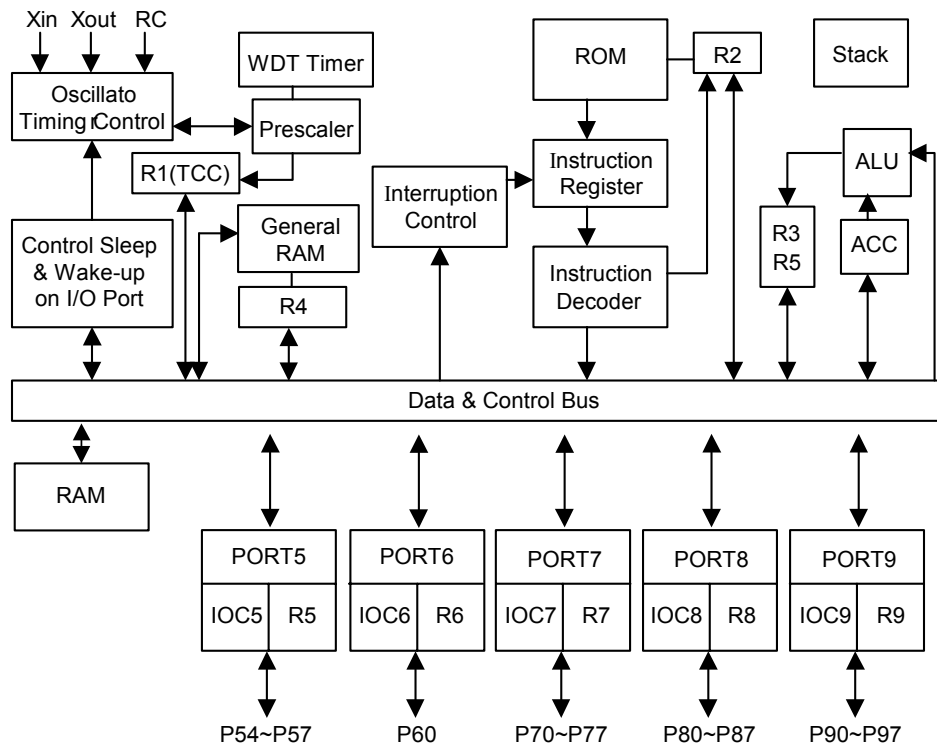 Xin Xout RC
WDT Timer
ROM
R2
Stack
Oscillato
Timing Control
r
Prescaler
R1(TCC)
Interruption
Control
Instruction
Register
ALU
Control Sleep
& Wake-up
on I/O Port
General
RAM
R4
Instruction
Decoder
R3
R5
ACC
Data & Control Bus
RAM
PORT5 PORT6 PORT7 PORT8 PORT9
IOC5 R5 IOC6 R6 IOC7 R7 IOC8 R8 IOC9 R9
P54~P57 P60 P70~P77 P80~P87 P90~P97